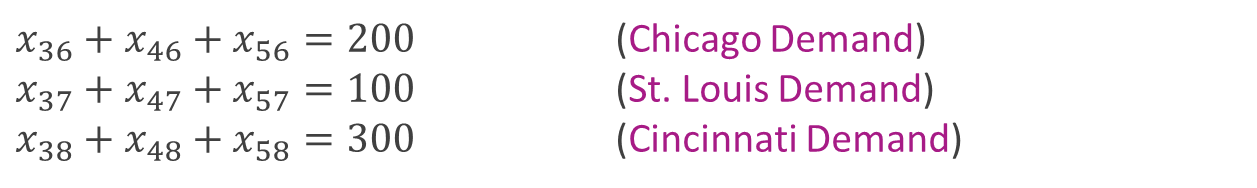 x₃₆ + x₄₆ + x₅₆ = 200 (Chicago Demand)
x₃₇ + x₄₇ + x₅₇ = 100 (St. Louis Demand)
x₃₈ + x₄₈ + x₅₈ = 300 (Cincinnati Demand)